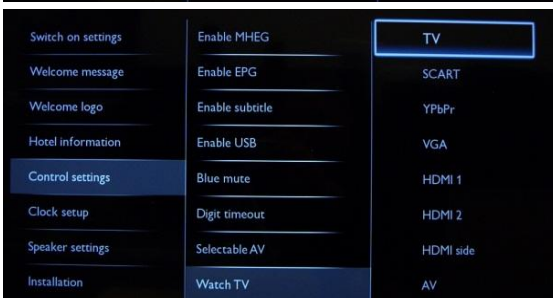 Switch on settings
Welcome message
Welcome logo
Hotel information
Control settings
Clock setup
Speaker settings
Installation
Enable MHEG
Enable EPG
Enable subtitle
Enable USB
Blue mute
Digit timeout
Selectable AV
Watch TV
TV
SCART
YPbPr
VGA
HDMI 1
HDMI 2
HDMI side
AV